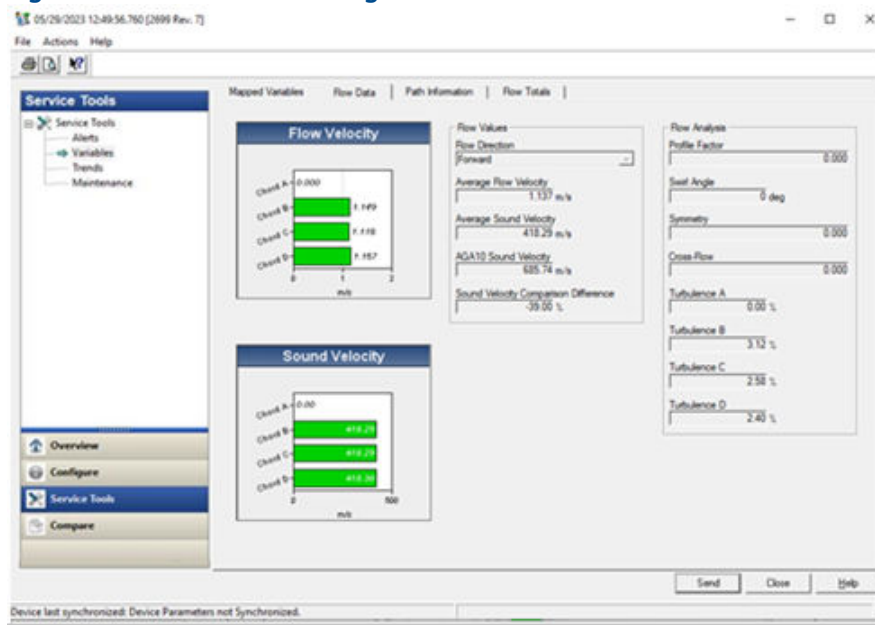 05/29/2023 12:49:56.760 [2699 Rev. 7]
File Actions Help
Service Tools
Service Tools
Alerts
Variables
Trends
Maintenance
Overview
Configure
Service Tools
Compare
Mapped Variables Flow Data Path Information Flow Totals
Flow Velocity
Chord A 0.000
Chord B 1.149
Chord C 1.118
Chord D 1.157
0 1 2
m/s
Sound Velocity
Chord A 0.00
Chord B 418.29
Chord C 418.29
Chord D 418.30
0 500
m/s
Flow Values
Flow Direction
Forward
Average Flow Velocity
1.137 m/s
Average Sound Velocity
418.29 m/s
AGA10 Sound Velocity
685.74 m/s
Sound Velocity Comparison Difference
-39.00 %
Flow Analysis
Profile Factor
0.000
Swirl Angle
0 deg
Symmetry
0.000
Cross-Flow
0.000
Turbulence A
0.00 %
Turbulence B
3.12 %
Turbulence C
2.58 %
Turbulence D
2.40 %
Send Close Help
Device last synchronized: Device Parameters not Synchronized.